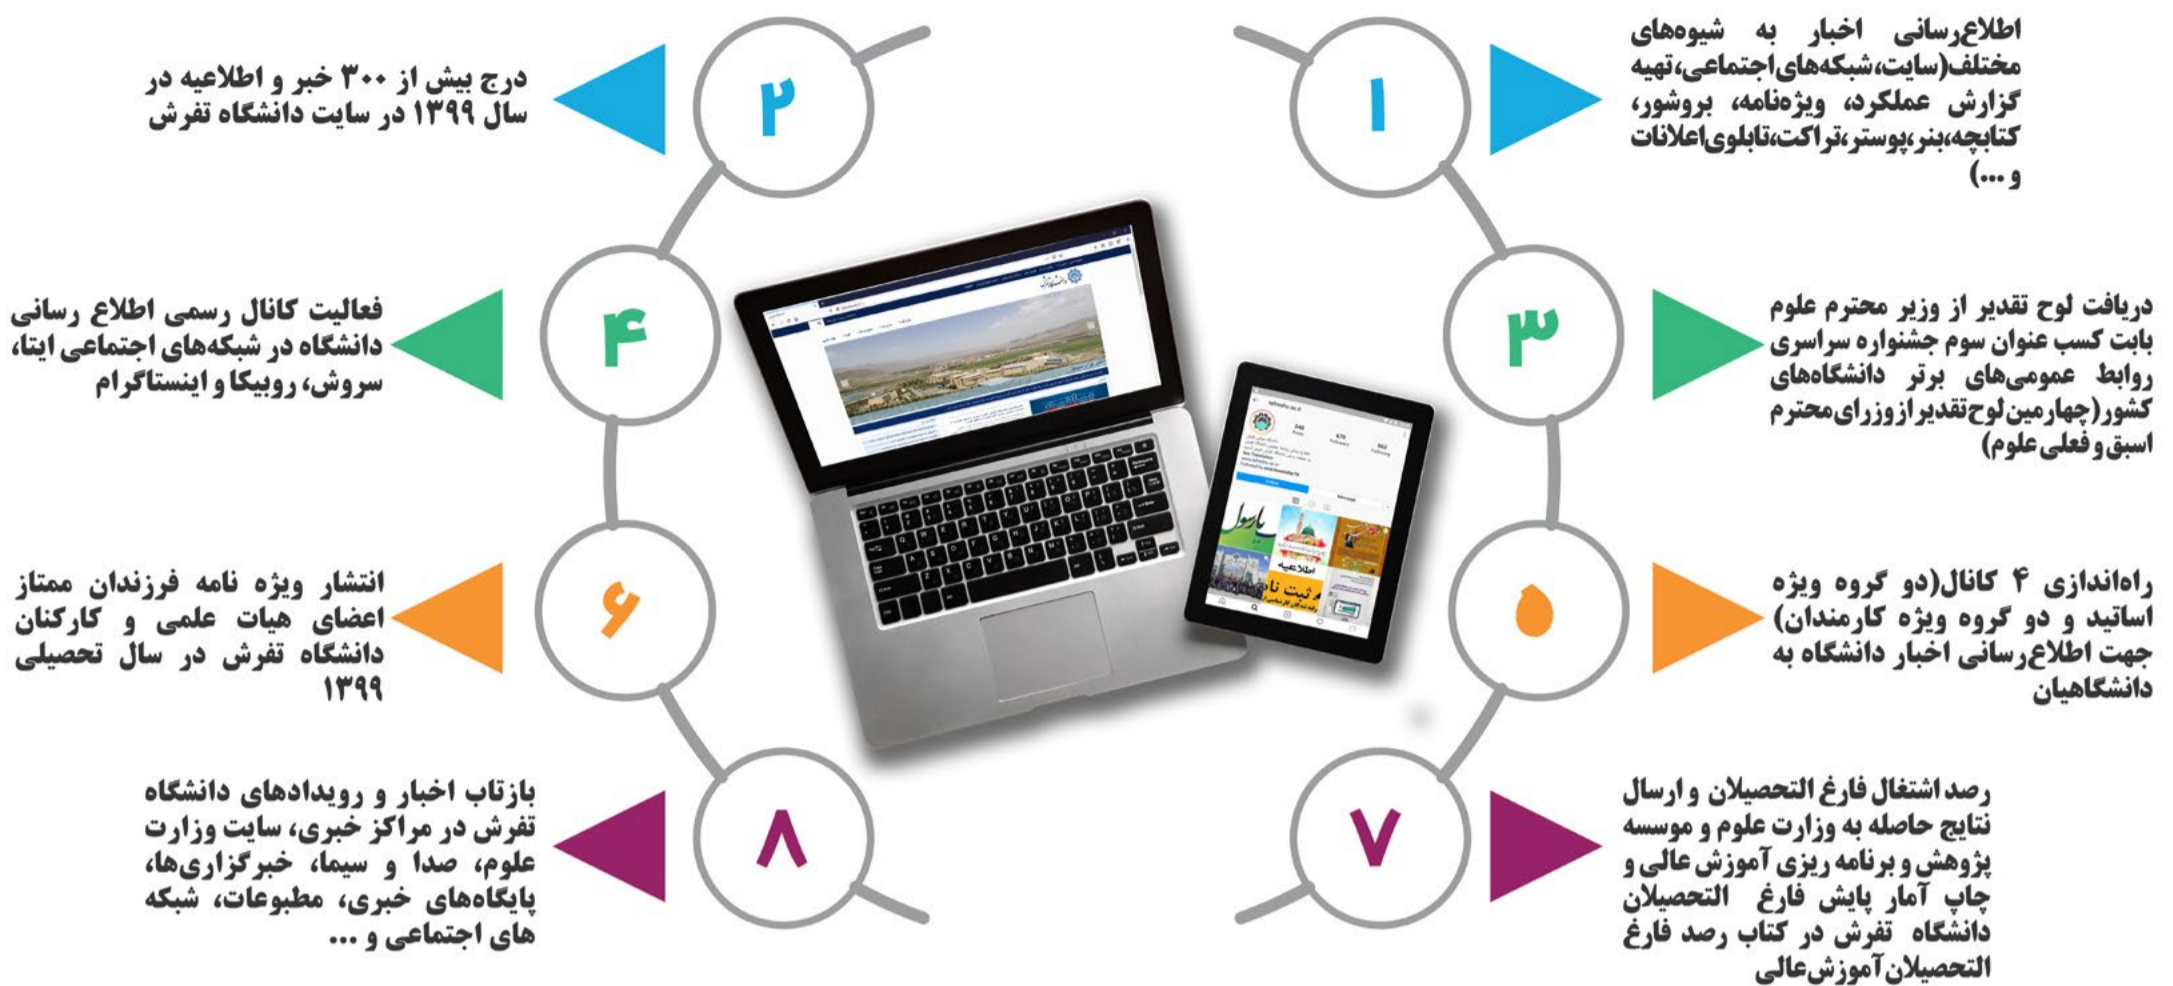 ۱
اطلاع‌رسانی اخبار به شیوه‌های
مختلف(سایت،شبکه‌های‌اجتماعی،تهیه
گزارش عملکرد، ویژه‌نامه، بروشور،
کتابچه،بنر،پوستر،تراکت،تابلوی‌اعلانات
و ...)
۲
درج بیش از ۳۰۰ خبر و اطلاعیه در
سال ۱۳۹۹ در سایت دانشگاه تفرش
۳
دریافت لوح تقدیر از وزیر محترم علوم
بابت کسب عنوان سوم جشنواره سراسری
روابط عمومی‌های برتر دانشگاه‌های
کشور(چهارمین‌لوح‌تقدیر‌از‌وزرای‌محترم
اسبق و فعلی علوم)
۴
فعالیت کانال رسمی اطلاع رسانی
دانشگاه در شبکه‌های اجتماعی ایتا،
سروش، روبیکا و اینستاگرام
۵
راه‌اندازی ۴ کانال(دو گروه ویژه
اساتید و دو گروه ویژه کارمندان)
جهت اطلاع‌رسانی اخبار دانشگاه به
دانشگاهیان
۶
انتشار ویژه نامه فرزندان ممتاز
اعضای هیات علمی و کارکنان
دانشگاه تفرش در سال تحصیلی
۱۳۹۹
۷
رصد اشتغال فارغ التحصیلان و ارسال
نتایج حاصله به وزارت علوم و موسسه
پژوهش و برنامه ریزی آموزش عالی و
چاپ آمار پایش فارغ التحصیلان
دانشگاه تفرش در کتاب رصد فارغ
التحصیلان‌آموزش‌عالی
۸
بازتاب اخبار و رویدادهای دانشگاه
تفرش در مراکز خبری، سایت وزارت
علوم، صدا و سیما، خبرگزاری‌ها،
پایگاه‌های خبری، مطبوعات، شبکه
های اجتماعی و ...
یا رسول
اطلاعیه
ثبت نام